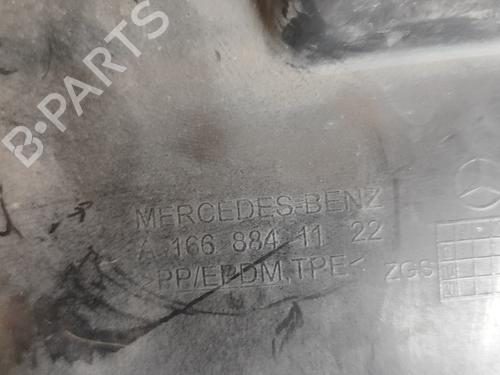 B-PARTS
MERCEDES-BENZ
A 166 884 11 22
>PP/EPDM,TPE< ZGS